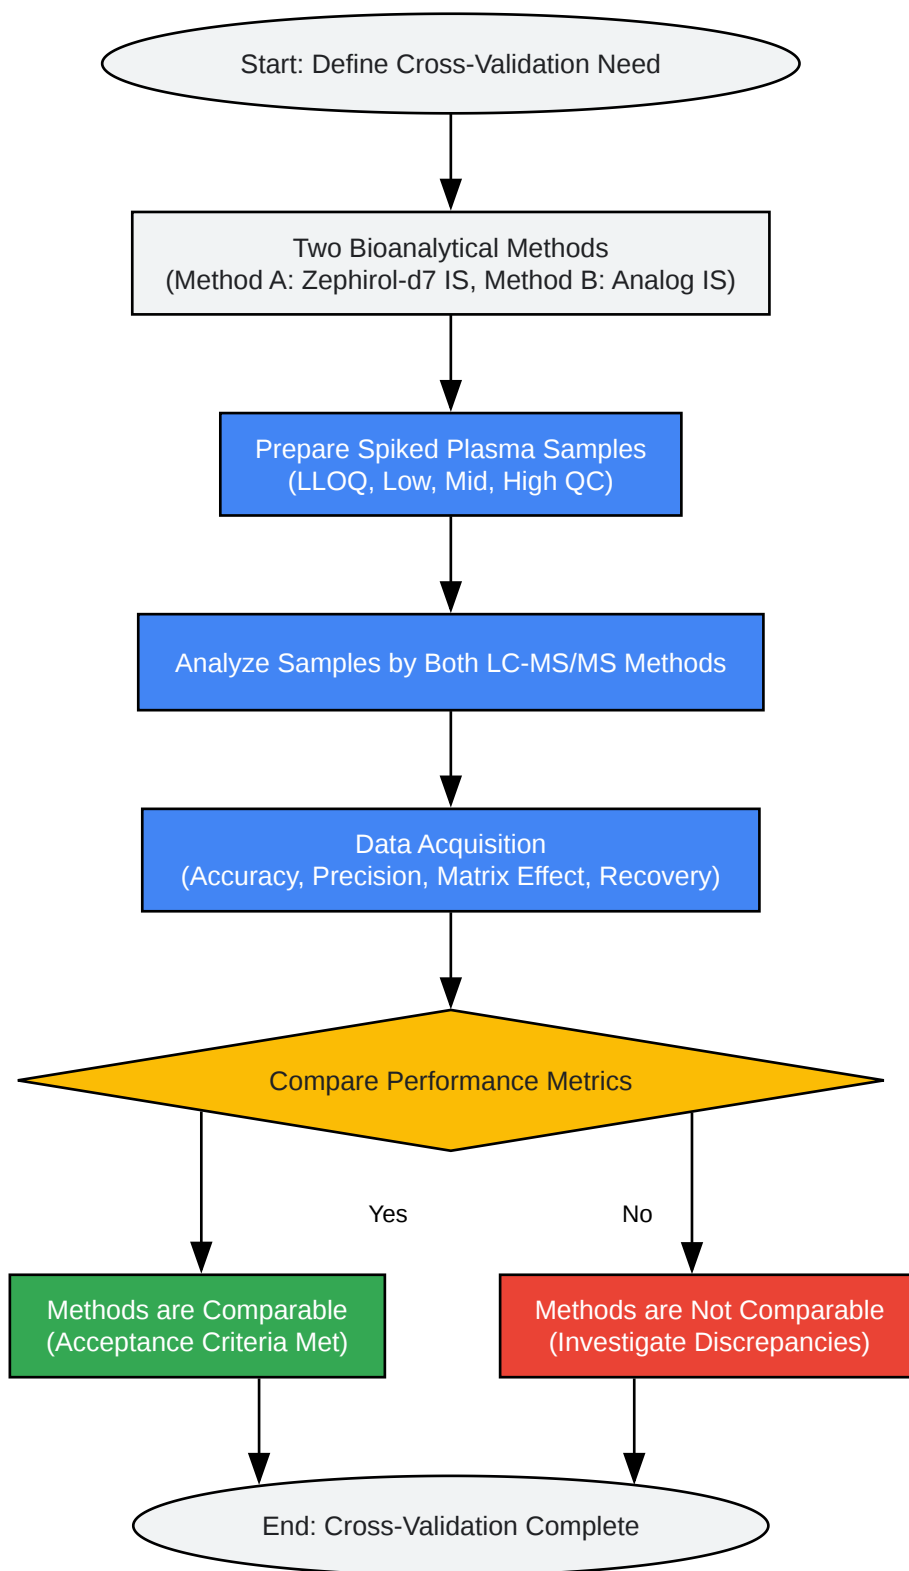 Start: Define Cross-Validation Need
Two Bioanalytical Methods
(Method A: Zephirol-d7 IS, Method B: Analog IS)
Prepare Spiked Plasma Samples
(LLOQ, Low, Mid, High QC)
Analyze Samples by Both LC-MS/MS Methods
Data Acquisition
(Accuracy, Precision, Matrix Effect, Recovery)
Compare Performance Metrics
Yes
No
Methods are Comparable
(Acceptance Criteria Met)
Methods are Not Comparable
(Investigate Discrepancies)
End: Cross-Validation Complete